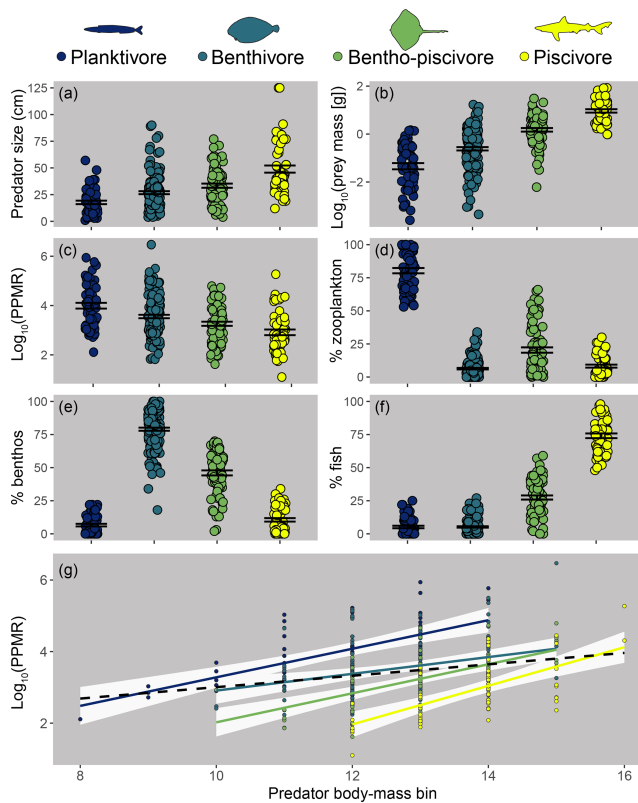 Planktivore Benthivore Bentho-piscivore Piscivore
(a) (b)
Predator size (cm)
125
100
75
50
25
0
Log₁₀(prey mass [g])
2
0
−2
(c) (d)
Log₁₀(PPMR)
6
4
2
% zooplankton
100
75
50
25
0
(e) (f)
% benthos
100
75
50
25
0
% fish
100
75
50
25
0
(g)
Log₁₀(PPMR)
6
4
2
8 10 12 14 16
Predator body-mass bin